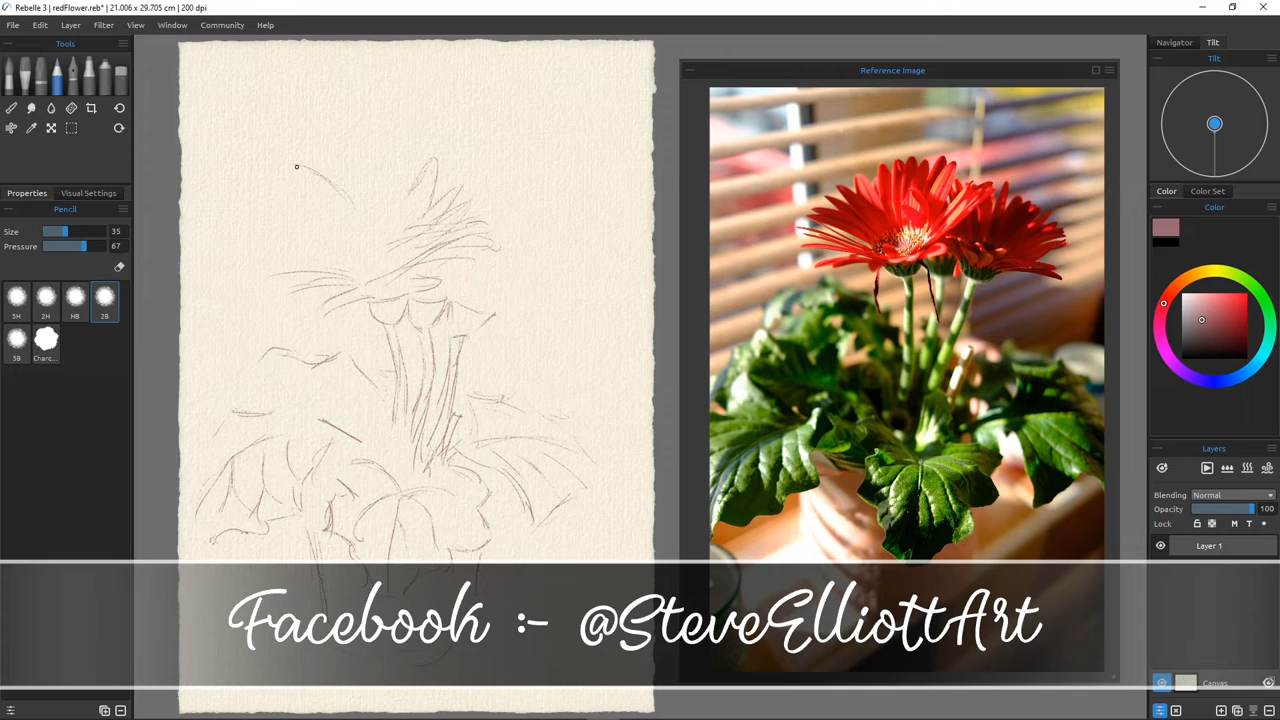 Rebelle 3 | redFlower.reb* | 21.006 x 29.705 cm | 200 dpi
File Edit Layer Filter View Window Community Help
Tools
Properties Visual Settings
Pencil
Size 35
Pressure 67
5H 2H HB 2B
3B Charc...
Reference Image
Navigator Tilt
Tilt
Color Color Set
Color
Layers
Blending Normal
Opacity 100
Lock M T
Layer 1
Canvas
Facebook :- @SteveElliottArt